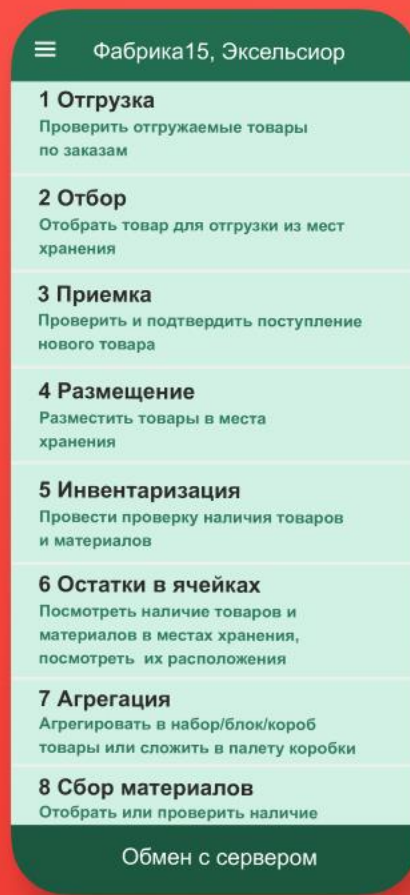 Фабрика15, Эксельсиор
1 Отгрузка
Проверить отгружаемые товары
по заказам
2 Отбор
Отобрать товар для отгрузки из мест
хранения
3 Приемка
Проверить и подтвердить поступление
нового товара
4 Размещение
Разместить товары в места
хранения
5 Инвентаризация
Провести проверку наличия товаров
и материалов
6 Остатки в ячейках
Посмотреть наличие товаров и
материалов в местах хранения,
посмотреть их расположения
7 Агрегация
Агрегировать в набор/блок/короб
товары или сложить в палету коробки
8 Сбор материалов
Отобрать или проверить наличие
Обмен с сервером